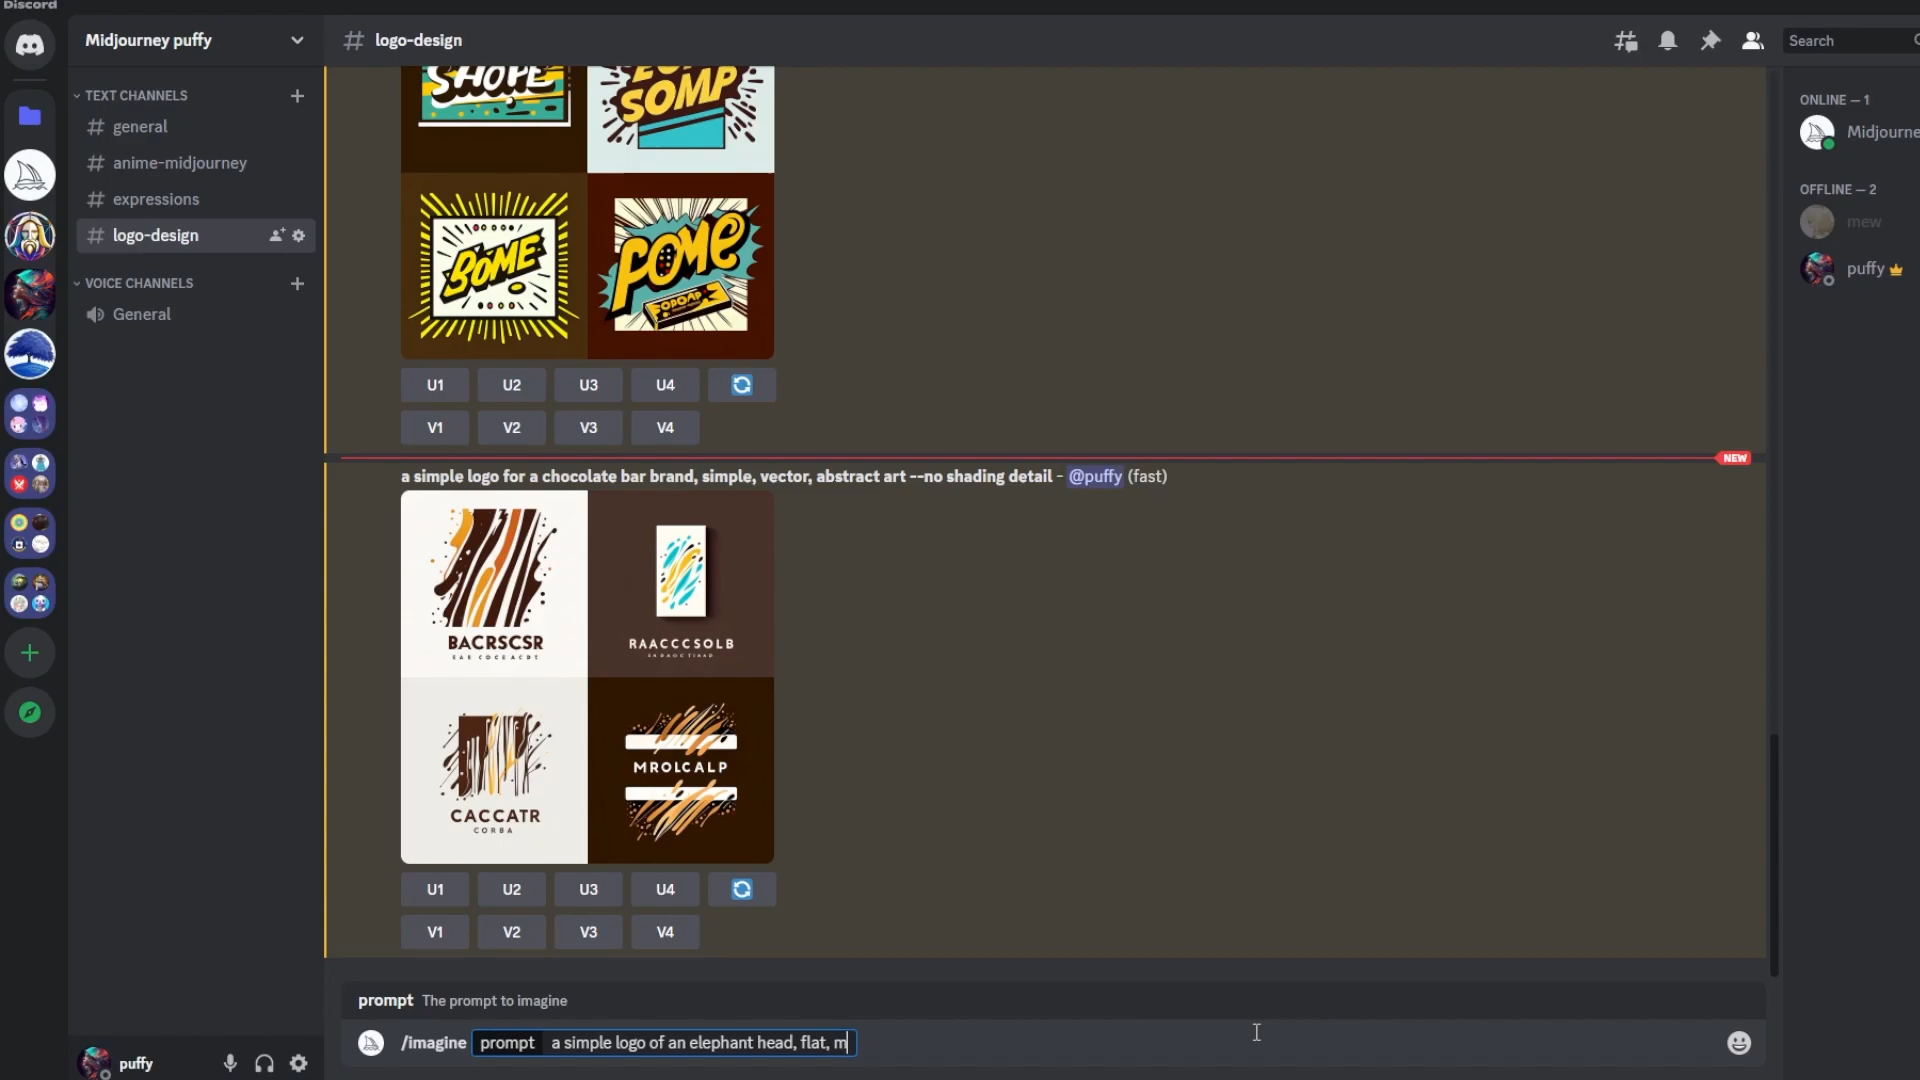 Discord
Midjourney puffy
# logo-design
Search
TEXT CHANNELS
# general
# anime-midjourney
# expressions
# logo-design
VOICE CHANNELS
General
SHOPE
SOMP
BOME
POME
U1 U2 U3 U4
V1 V2 V3 V4
NEW
a simple logo for a chocolate bar brand, simple, vector, abstract art --no shading detail - @puffy (fast)
BACRSCSR
RAACCCSOLB
CACCATR
CORBA
MROLCALP
U1 U2 U3 U4
V1 V2 V3 V4
prompt The prompt to imagine
/imagine prompt a simple logo of an elephant head, flat, m
puffy
ONLINE — 1
Midjourne
OFFLINE — 2
mew
puffy